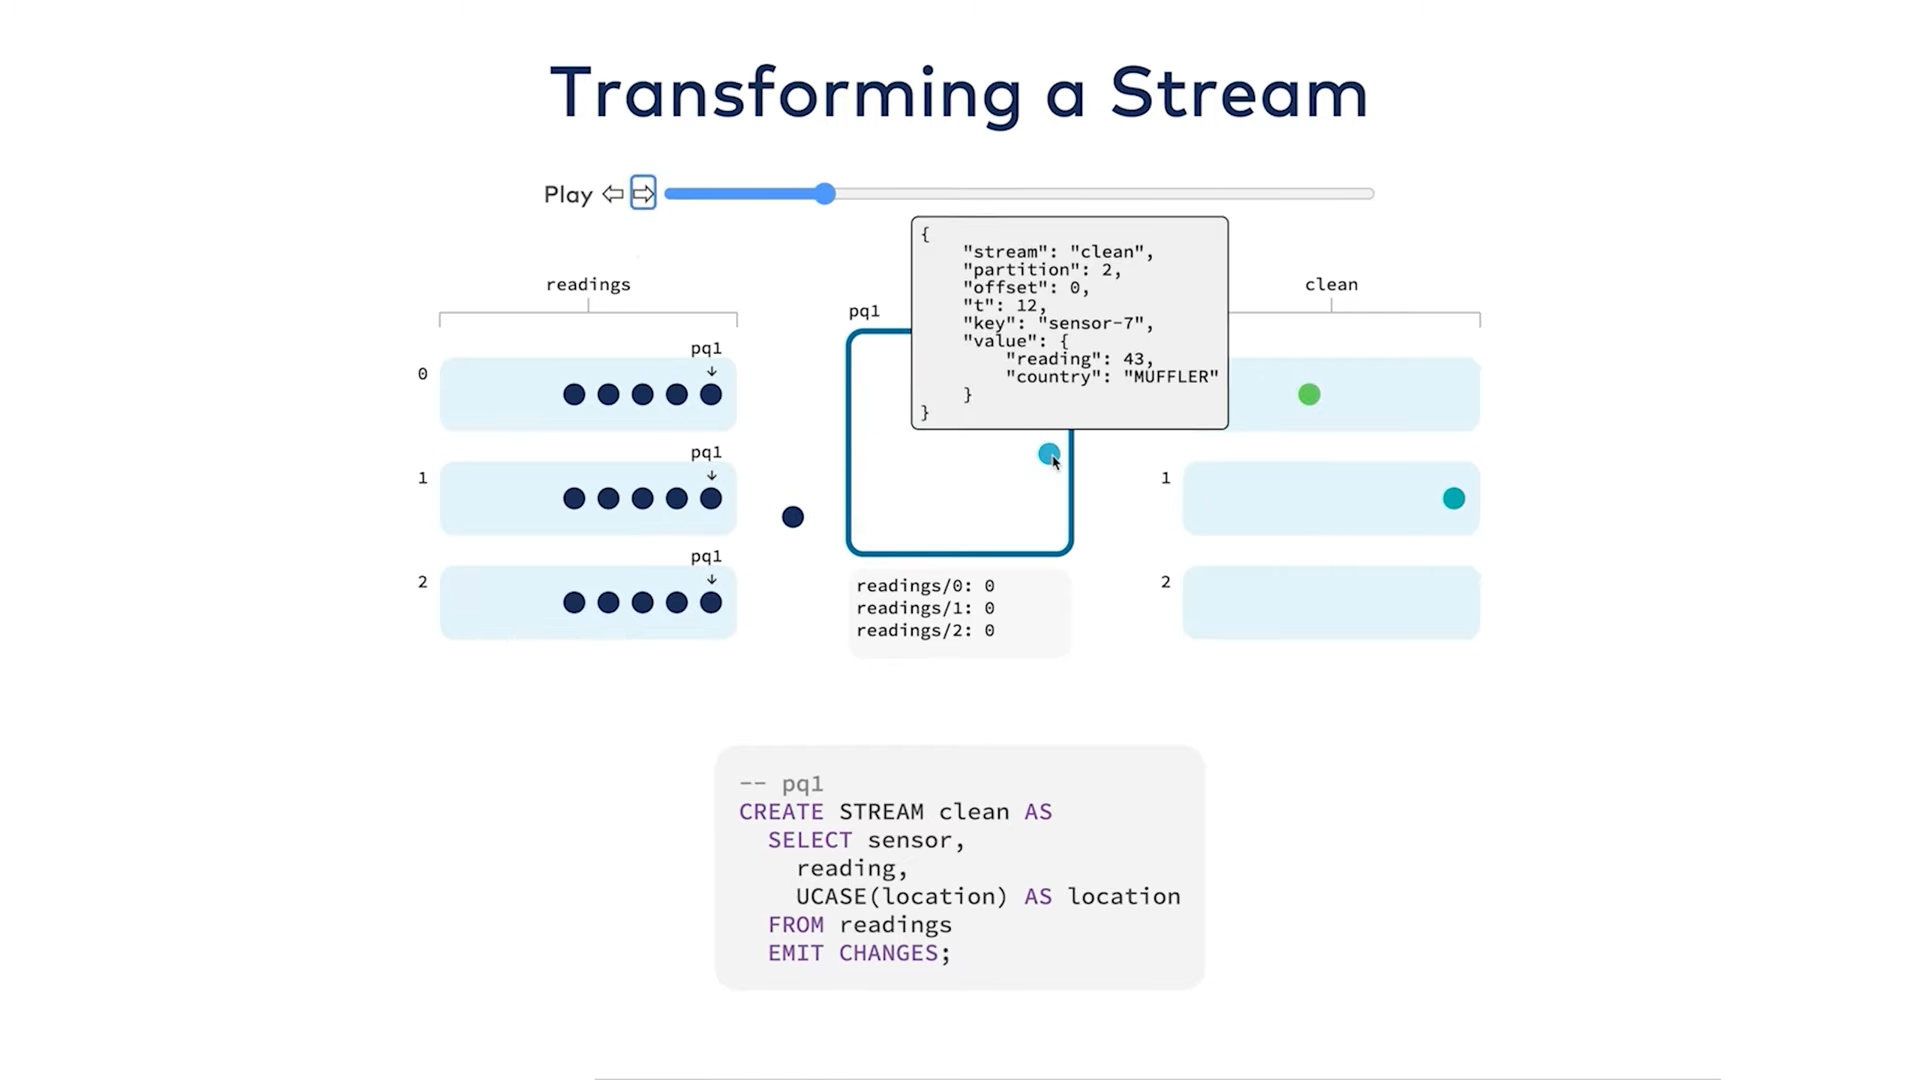 Transforming a Stream
Play ⇦ ⇨
{
"stream": "clean",
"partition": 2,
"offset": 0,
"t": 12,
"key": "sensor-7",
"value": {
"reading": 43,
"country": "MUFFLER"
}
}
readings
pq1
clean
pq1
0
pq1
1
1
pq1
2
2
readings/0: 0
readings/1: 0
readings/2: 0
-- pq1
CREATE STREAM clean AS
SELECT sensor,
reading,
UCASE(location) AS location
FROM readings
EMIT CHANGES;